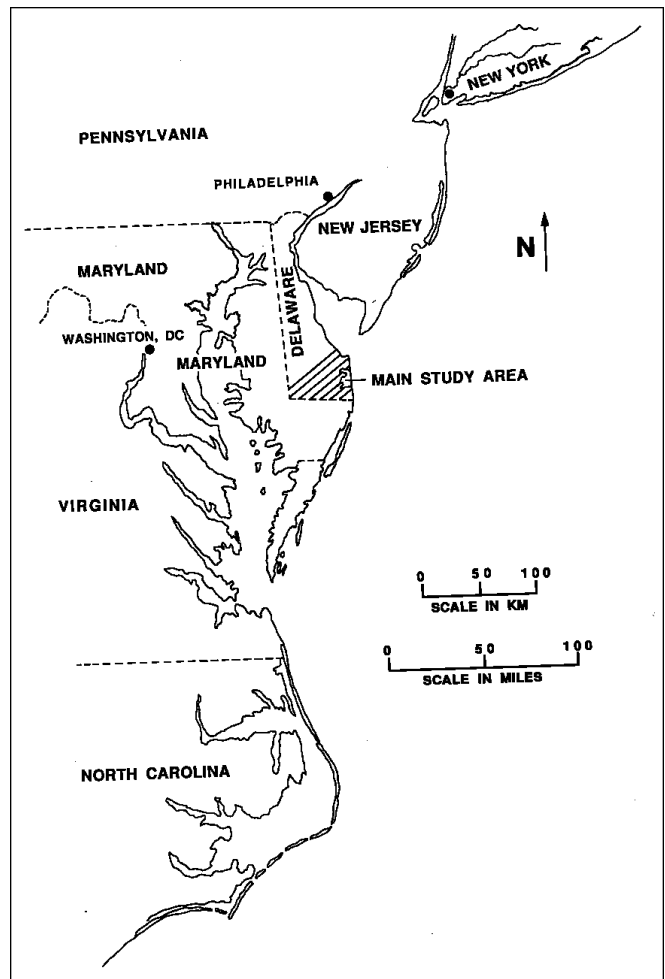 NEW YORK
PENNSYLVANIA
PHILADELPHIA
NEW JERSEY
N
MARYLAND
DELAWARE
WASHINGTON, DC
MARYLAND
MAIN STUDY AREA
VIRGINIA
0 50 100
SCALE IN KM
0 50 100
SCALE IN MILES
NORTH CAROLINA